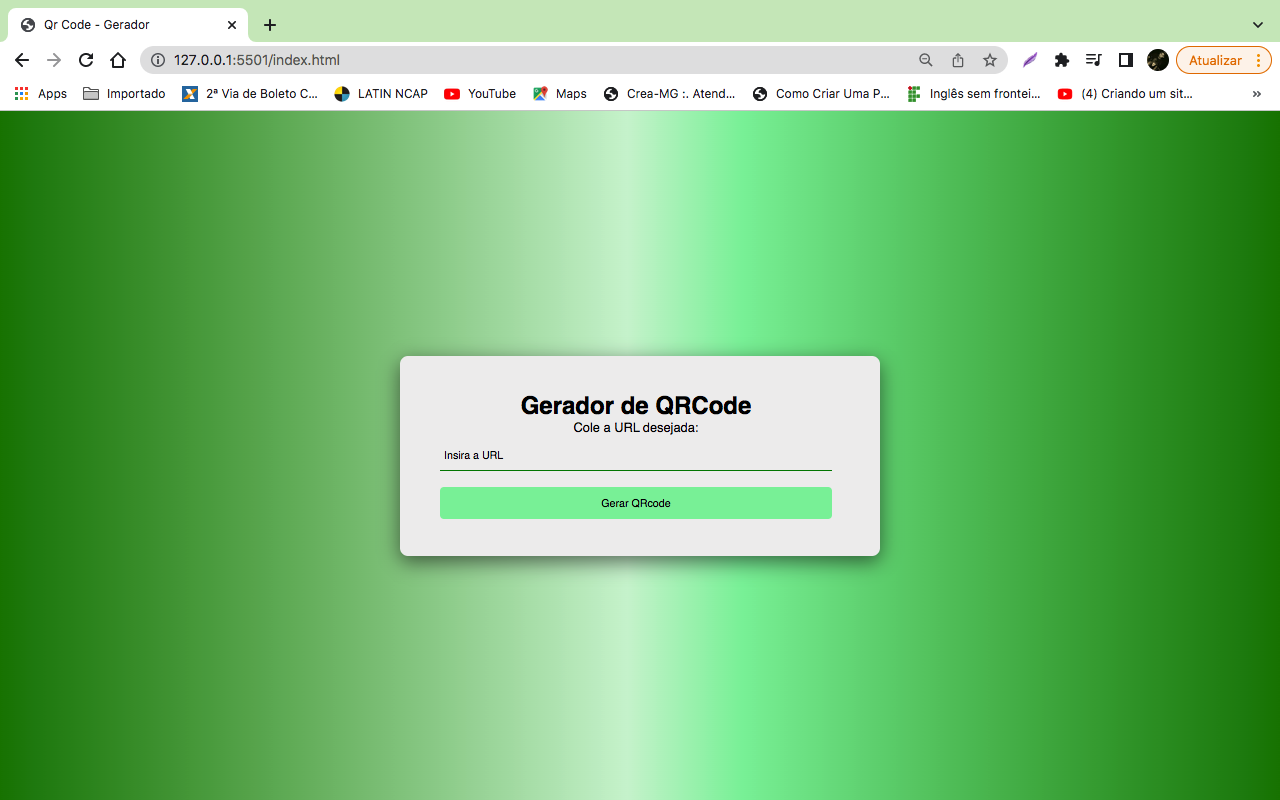 Qr Code - Gerador
127.0.0.1:5501/index.html
Atualizar
Apps
Importado
2ª Via de Boleto C...
LATIN NCAP
YouTube
Maps
Crea-MG :. Atend...
Como Criar Uma P...
Inglês sem frontei...
(4) Criando um sit...
Gerador de QRCode
Cole a URL desejada:
Insira a URL
Gerar QRcode